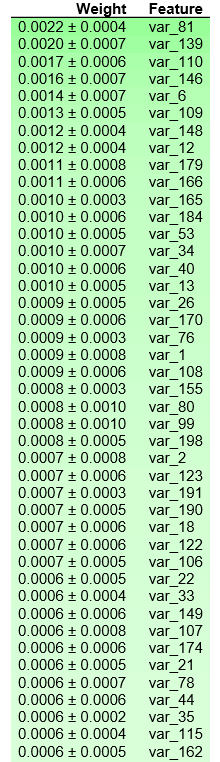 Weight Feature
0.0022 ± 0.0004 var_81
0.0020 ± 0.0007 var_139
0.0017 ± 0.0006 var_110
0.0016 ± 0.0007 var_146
0.0014 ± 0.0007 var_6
0.0013 ± 0.0005 var_109
0.0012 ± 0.0004 var_148
0.0012 ± 0.0004 var_12
0.0011 ± 0.0008 var_179
0.0011 ± 0.0006 var_166
0.0010 ± 0.0003 var_165
0.0010 ± 0.0006 var_184
0.0010 ± 0.0005 var_53
0.0010 ± 0.0007 var_34
0.0010 ± 0.0006 var_40
0.0010 ± 0.0005 var_13
0.0009 ± 0.0005 var_26
0.0009 ± 0.0006 var_170
0.0009 ± 0.0003 var_76
0.0009 ± 0.0008 var_1
0.0009 ± 0.0006 var_108
0.0008 ± 0.0003 var_155
0.0008 ± 0.0010 var_80
0.0008 ± 0.0010 var_99
0.0008 ± 0.0005 var_198
0.0007 ± 0.0008 var_2
0.0007 ± 0.0006 var_123
0.0007 ± 0.0003 var_191
0.0007 ± 0.0005 var_190
0.0007 ± 0.0006 var_18
0.0007 ± 0.0006 var_122
0.0007 ± 0.0005 var_106
0.0006 ± 0.0005 var_22
0.0006 ± 0.0004 var_33
0.0006 ± 0.0006 var_149
0.0006 ± 0.0008 var_107
0.0006 ± 0.0006 var_174
0.0006 ± 0.0005 var_21
0.0006 ± 0.0007 var_78
0.0006 ± 0.0006 var_44
0.0006 ± 0.0002 var_35
0.0006 ± 0.0004 var_115
0.0006 ± 0.0005 var_162